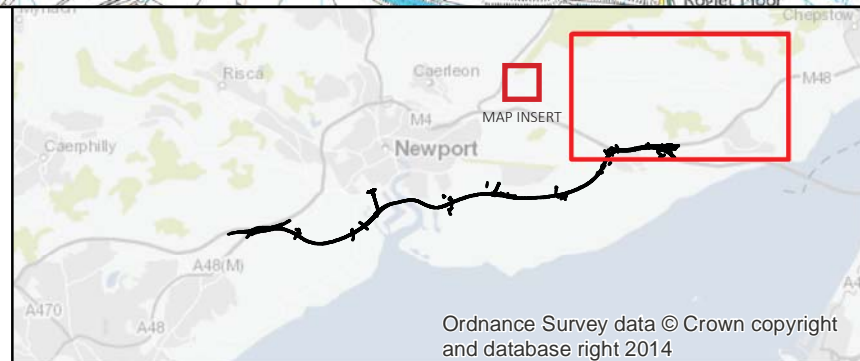 Chepstow
Risca
Caerleon
M48
MAP INSERT
M4
Caerphilly
Newport
A48(M)
A470
A48
Ordnance Survey data © Crown copyright
and database right 2014